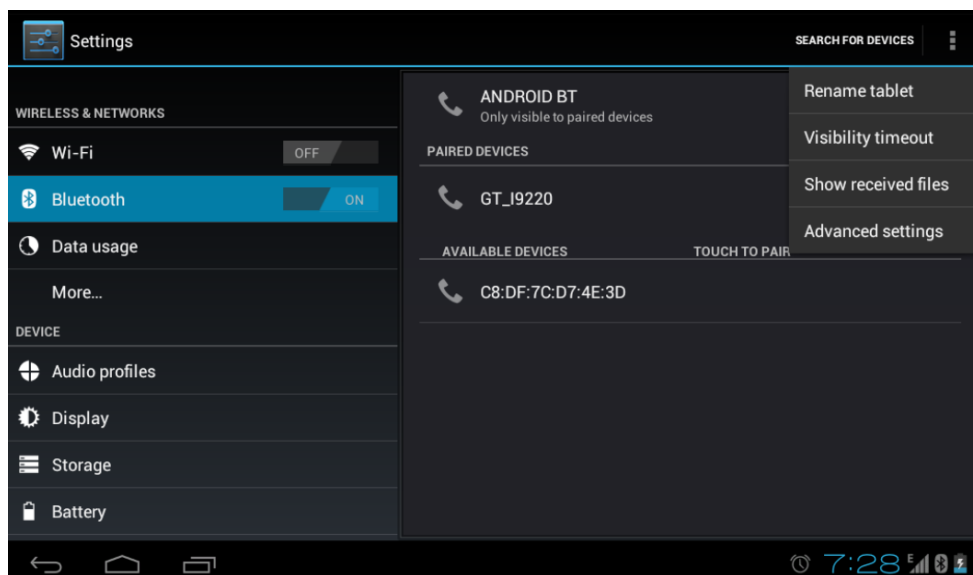 Settings
SEARCH FOR DEVICES
WIRELESS & NETWORKS
Wi-Fi OFF
Bluetooth ON
Data usage
More...
DEVICE
Audio profiles
Display
Storage
Battery
ANDROID BT
Only visible to paired devices
PAIRED DEVICES
GT_I9220
AVAILABLE DEVICES TOUCH TO PAIR
C8:DF:7C:D7:4E:3D
Rename tablet
Visibility timeout
Show received files
Advanced settings
7:28 E